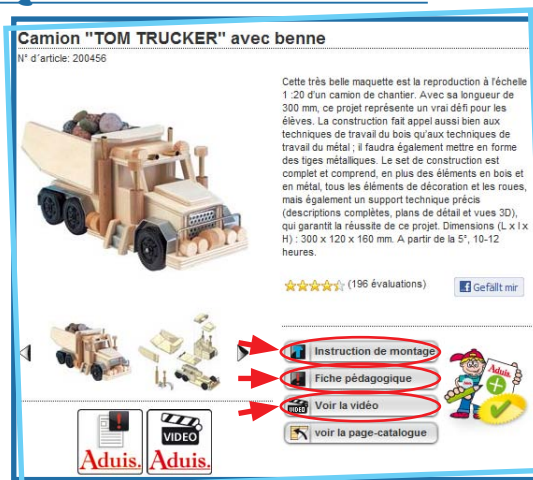 Camion "TOM TRUCKER" avec benne
N° d´article: 200456
Cette très belle maquette est la reproduction à l'échelle
1 :20 d'un camion de chantier. Avec sa longueur de
300 mm, ce projet représente un vrai défi pour les
élèves. La construction fait appel aussi bien aux
techniques de travail du bois qu'aux techniques de
travail du métal ; il faudra également mettre en forme
des tiges métalliques. Le set de construction est
complet et comprend, en plus des éléments en bois et
en métal, tous les éléments de décoration et les roues,
mais également un support technique précis
(descriptions complètes, plans de détail et vues 3D),
qui garantit la réussite de ce projet. Dimensions (L x l x
H) : 300 x 120 x 160 mm. A partir de la 5°, 10-12
heures.
(196 évaluations)
Gefällt mir
Instruction de montage
Fiche pédagogique
VIDEO Voir la vidéo
voir la page-catalogue
Aduis.
VIDEO
Aduis. Aduis.